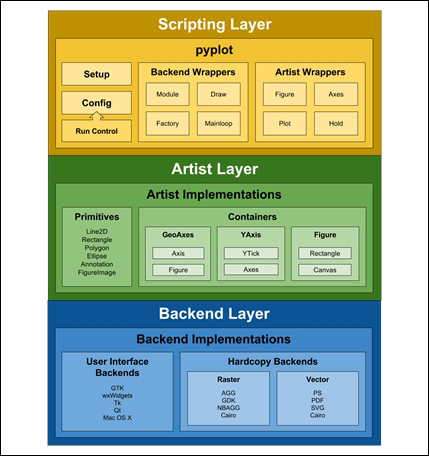 Scripting Layer
pyplot
Setup
Config
Run Control
Backend Wrappers
Module
Draw
Factory
Mainloop
Artist Wrappers
Figure
Axes
Plot
Hold
Artist Layer
Artist Implementations
Primitives
Line2D
Rectangle
Polygon
Ellipse
Annotation
FigureImage
Containers
GeoAxes
Axis
Figure
YAxis
YTick
Axes
Figure
Rectangle
Canvas
Backend Layer
Backend Implementations
User Interface
Backends
GTK
wxWidgets
Tk
Qt
Mac OS X
Hardcopy Backends
Raster
AGG
GDK
NBAGG
Cairo
Vector
PS
PDF
SVG
Cairo